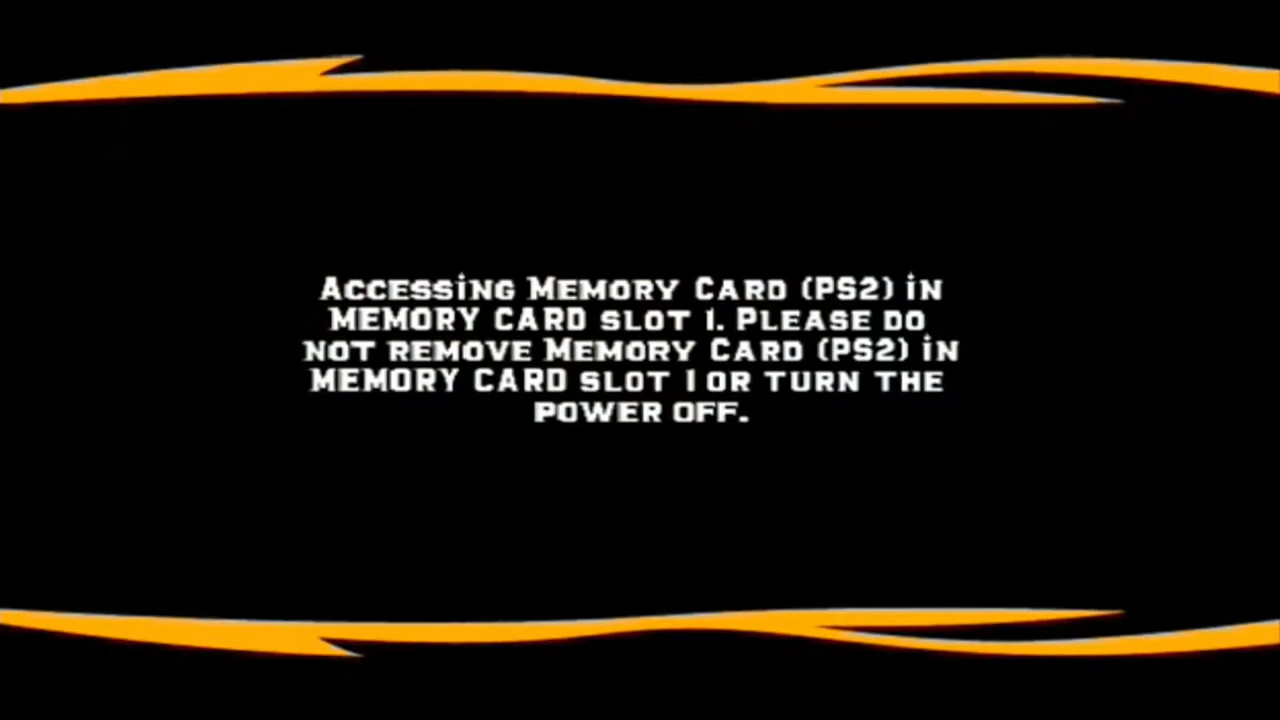 Accessing Memory Card (PS2) in
MEMORY CARD slot 1. Please do
not remove Memory Card (PS2) in
MEMORY CARD slot 1 or turn the
power off.